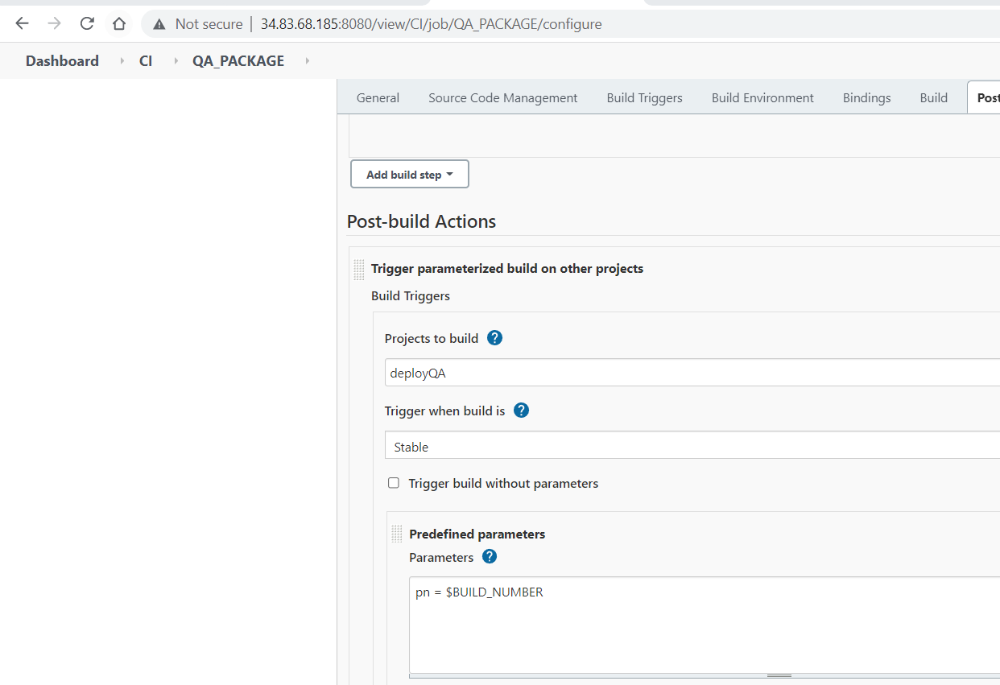 Not secure | 34.83.68.185:8080/view/CI/job/QA_PACKAGE/configure
Dashboard CI QA_PACKAGE
General Source Code Management Build Triggers Build Environment Bindings Build Post
Add build step
Post-build Actions
Trigger parameterized build on other projects
Build Triggers
Projects to build ?
deployQA
Trigger when build is ?
Stable
Trigger build without parameters
Predefined parameters
Parameters ?
pn = $BUILD_NUMBER